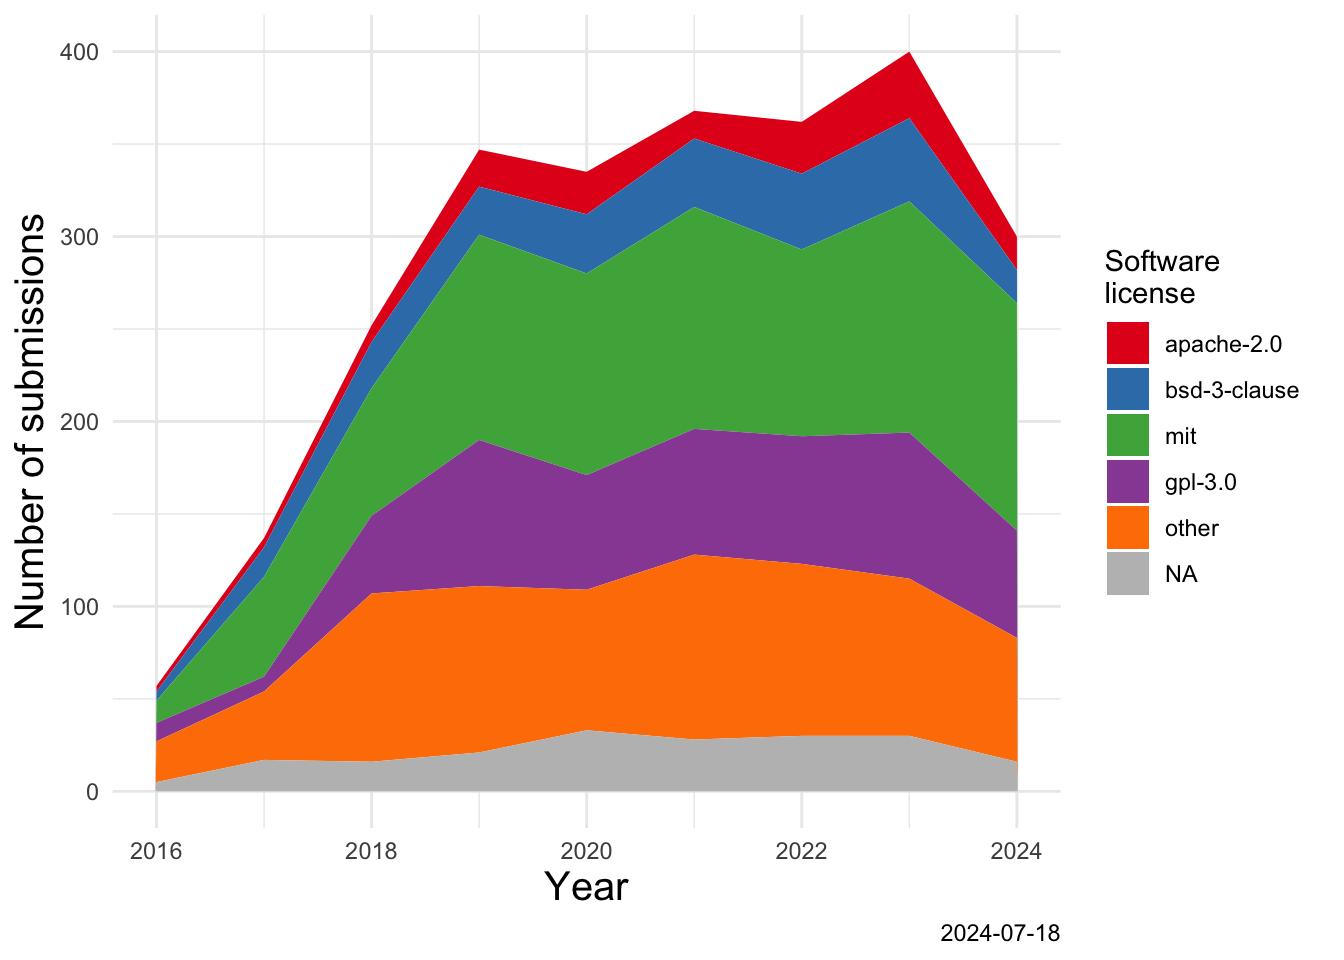 400
300
200
100
0
Number of submissions
2016
2018
2020
2022
2024
Year
2024-07-18
Software
license
apache-2.0
bsd-3-clause
mit
gpl-3.0
other
NA